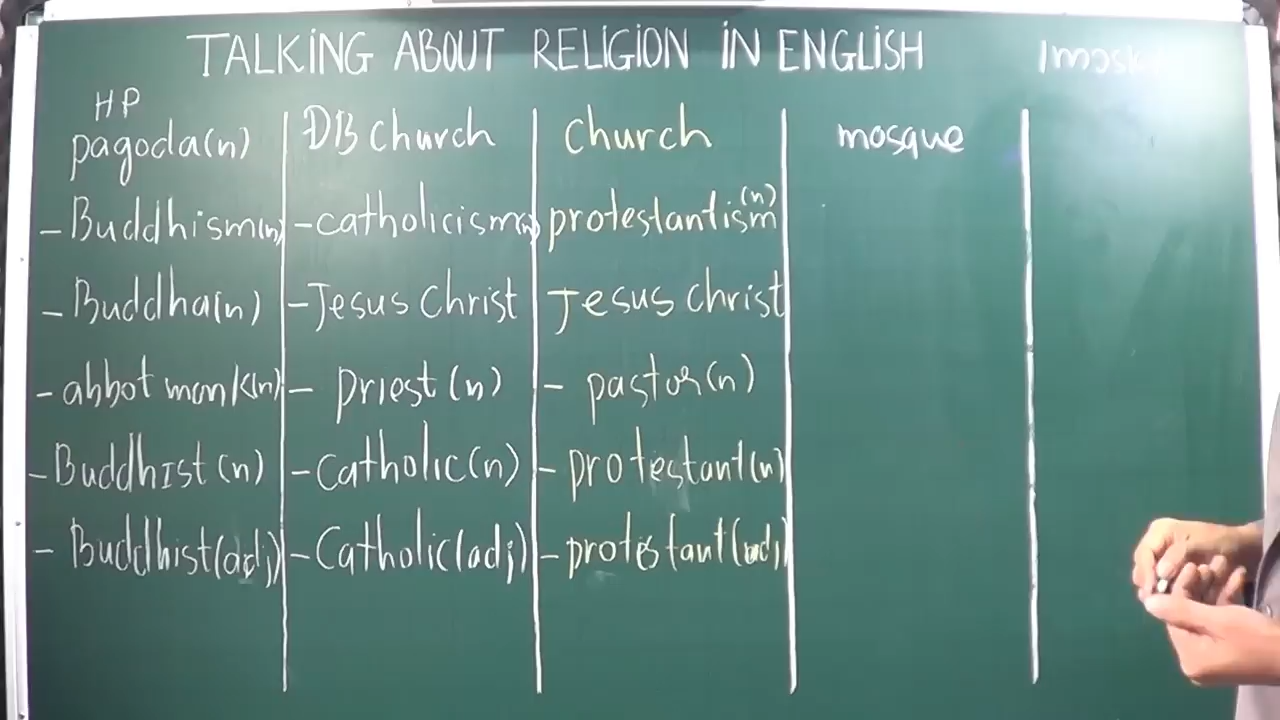 TALKING ABOUT RELIGION IN ENGLISH
HP
pagoda(n) ĐB Church Church mosque
- Buddhism(n) - catholicism(n) protestantism(n)
- Buddha(n) - Jesus Christ Jesus christ
- abbot monk(n) - priest (n) - pastor(n)
- Buddhist (n) - catholic(n) - protestant(n)
- Buddhist(adj) - Catholic(adj) - protestant(adj)